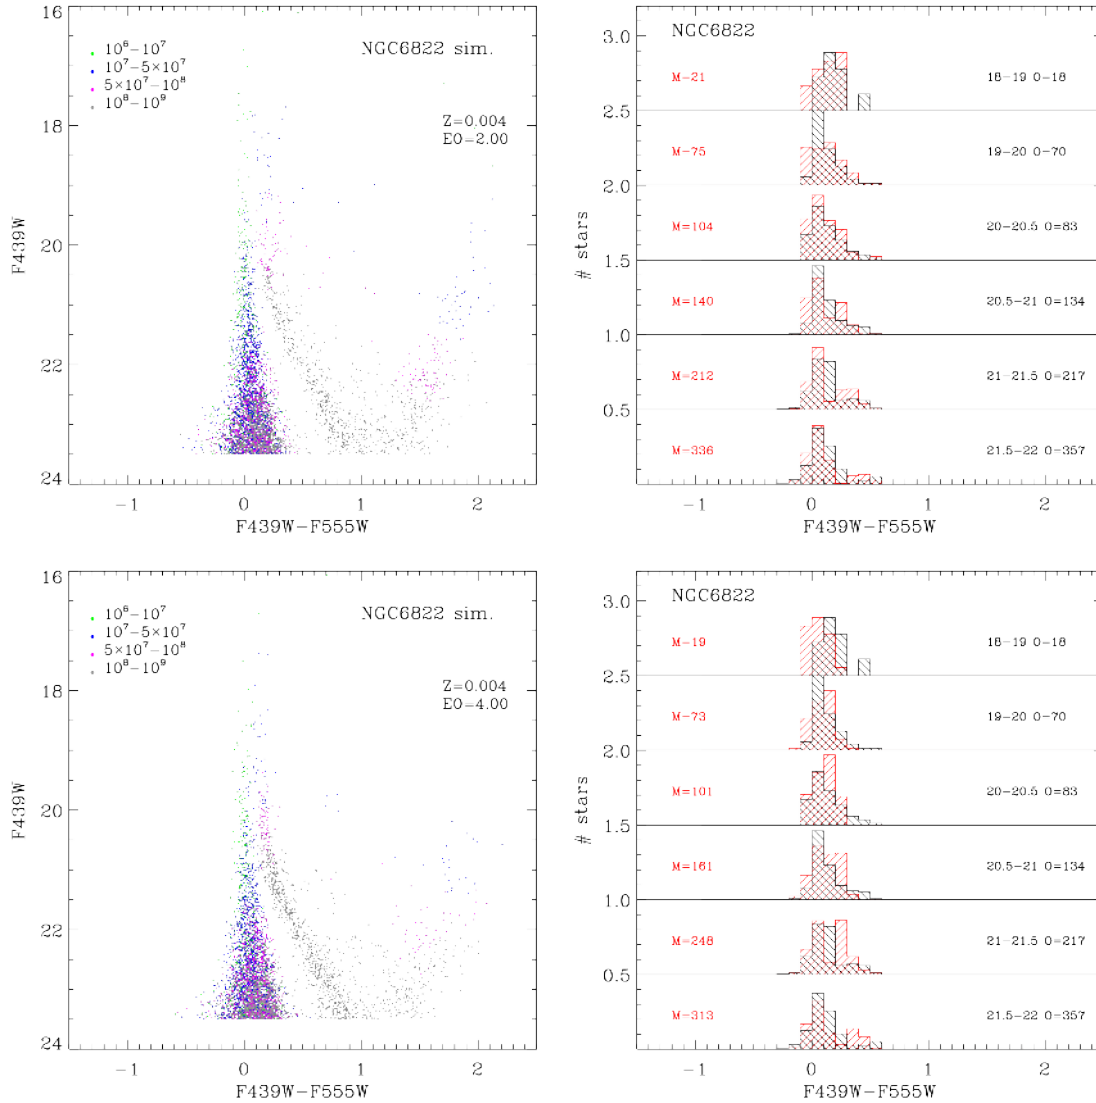 NGC6822 sim.
10⁶−10⁷
10⁷−5×10⁷
5×10⁷−10⁸
10⁸−10⁹
Z=0.004
E0=2.00
16
18
20
22
24
F439W
−1 0 1 2
F439W−F555W
NGC6822
M−21 18−19 O−18
M−75 19−20 O−70
M=104 20−20.5 O=83
M=140 20.5−21 O=134
M=212 21−21.5 O=217
M−336 21.5−22 O−357
3.0
2.5
2.0
1.5
1.0
0.5
# stars
−1 0 1 2
F439W−F555W
NGC6822 sim.
10⁶−10⁷
10⁷−5×10⁷
5×10⁷−10⁸
10⁸−10⁹
Z=0.004
E0=4.00
16
18
20
22
24
F439W
−1 0 1 2
F439W−F555W
NGC6822
M−19 18−19 O−18
M−73 19−20 O−70
M=101 20−20.5 O=83
M=161 20.5−21 O=134
M=248 21−21.5 O=217
M−313 21.5−22 O−357
3.0
2.5
2.0
1.5
1.0
0.5
# stars
−1 0 1 2
F439W−F555W